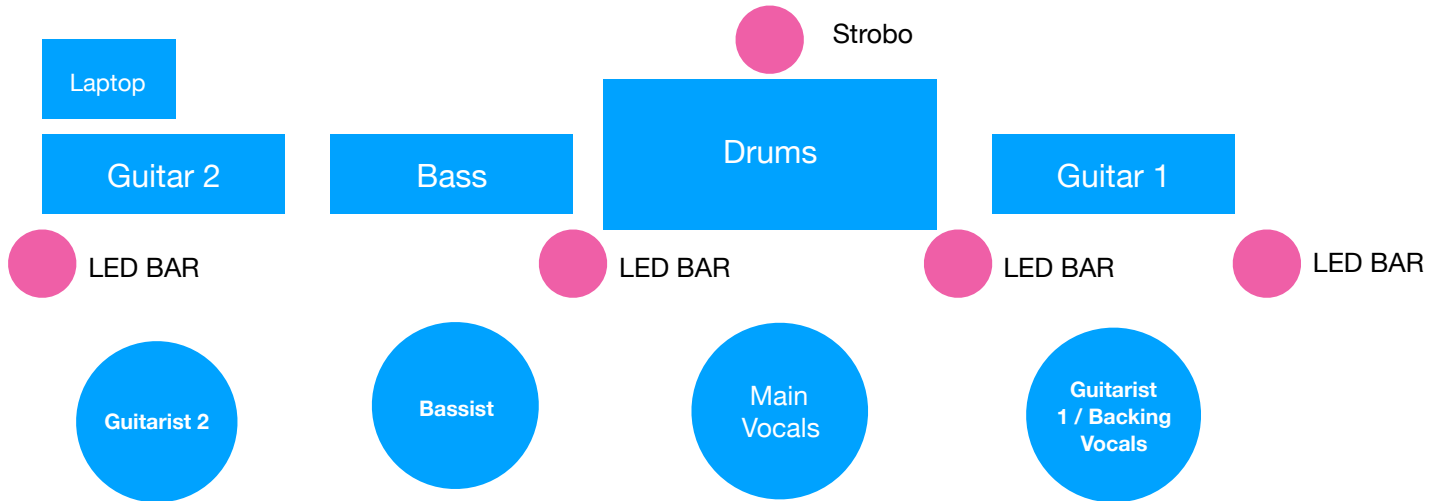 Strobo
Laptop
Drums
Guitar 2
Bass
Guitar 1
LED BAR
LED BAR
LED BAR
LED BAR
Guitarist 2
Bassist
Main
Vocals
Guitarist
1 / Backing
Vocals